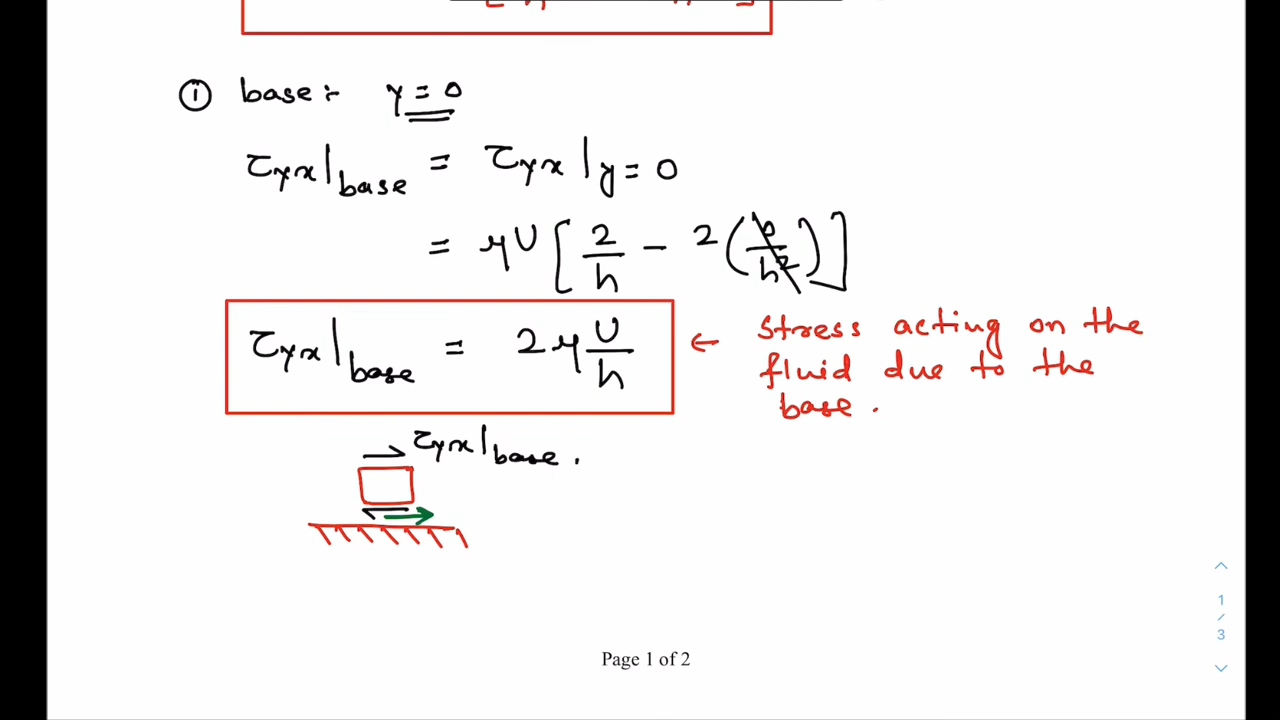 ① base:- y = 0
τyx|base = τyx|y=0
= μU [ 2/h - 2 (0/h²) ]
τyx|base = 2μ U/h ← Stress acting on the
fluid due to the
base.
τyx|base.
1
/
3
Page 1 of 2